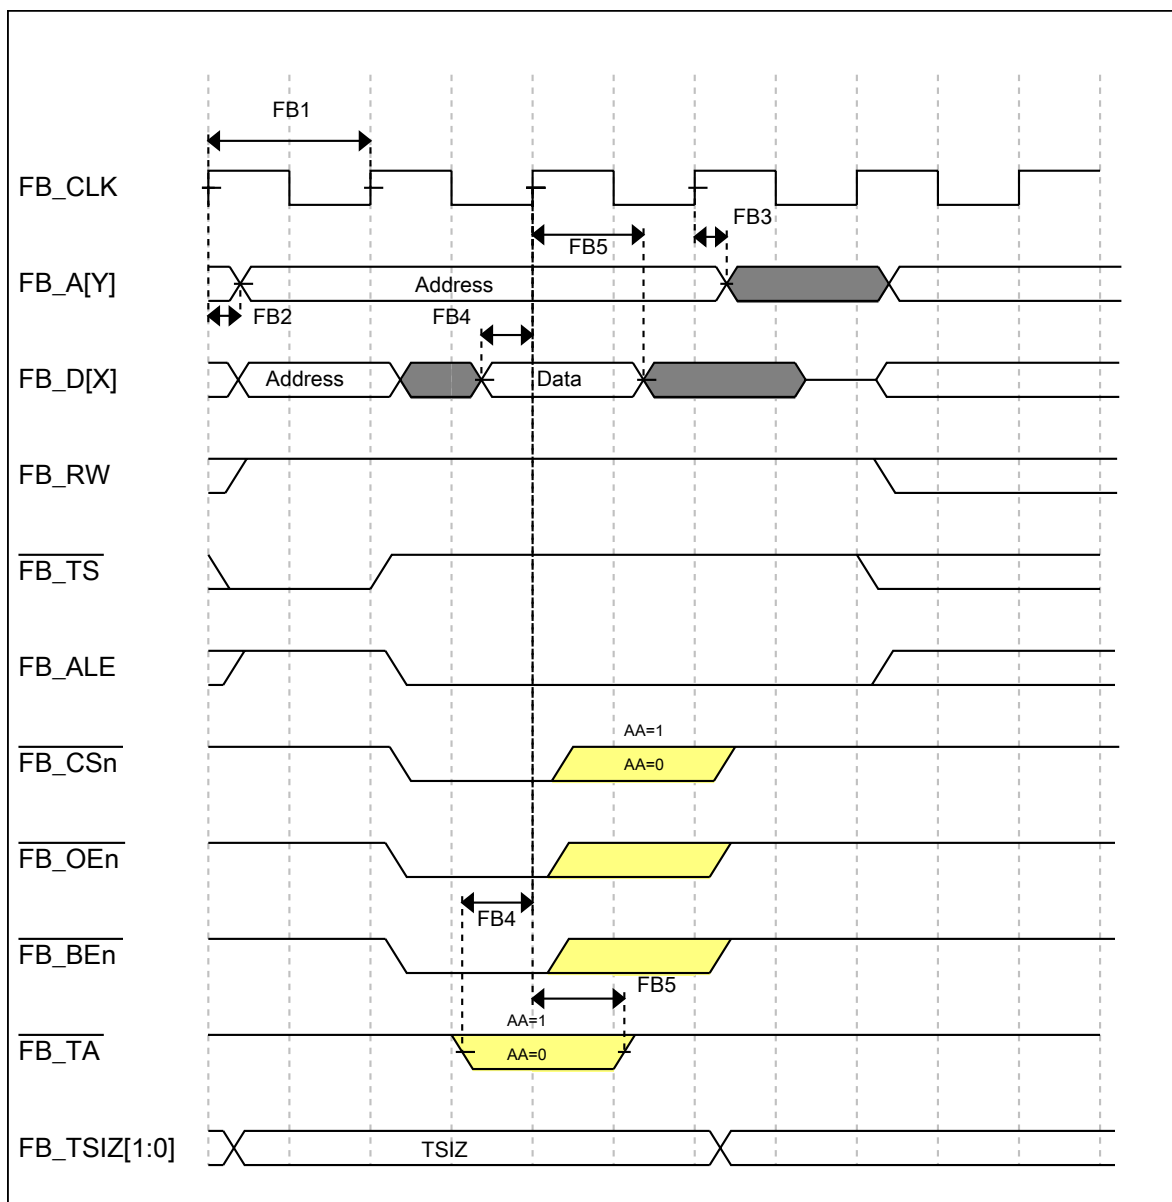 FB1
FB_CLK
FB3
FB5
FB_A[Y]
Address
FB2
FB4
FB_D[X]
Address
Data
FB_RW
FB_TS
FB_ALE
AA=1
FB_CSn
AA=0
FB_OEn
FB4
FB_BEn
FB5
AA=1
FB_TA
AA=0
FB_TSIZ[1:0]
TSIZ